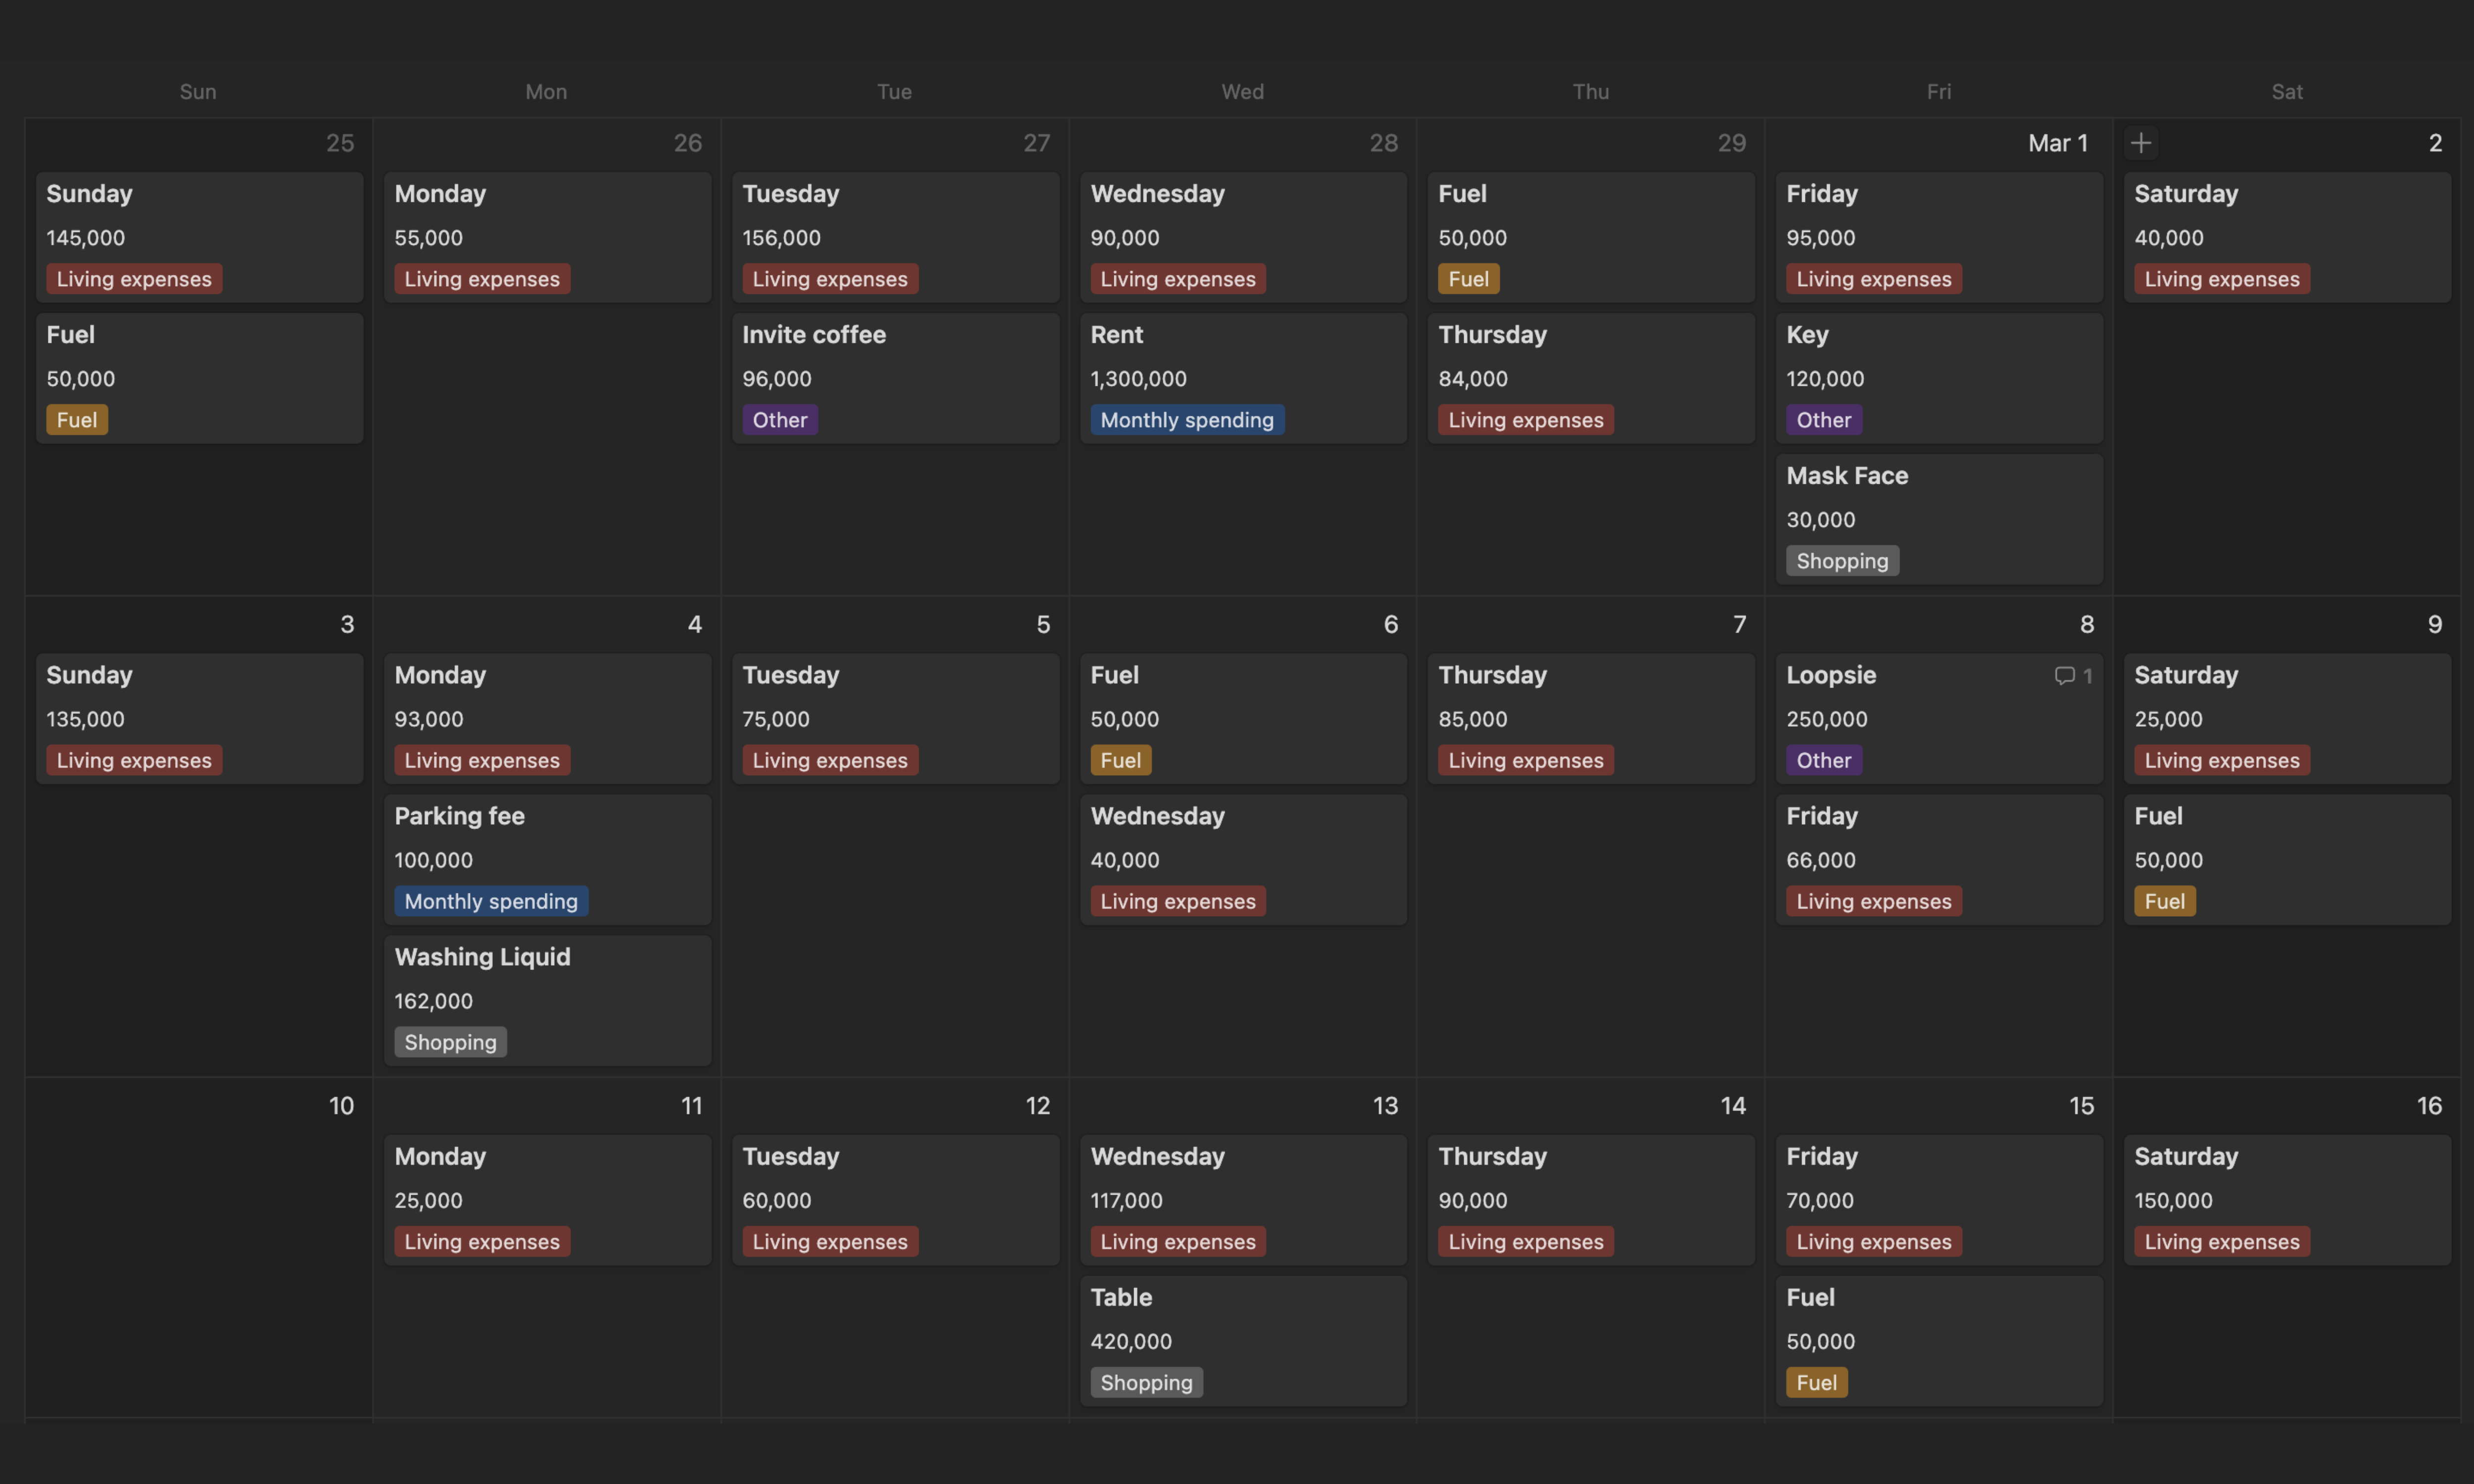 Sun
Mon
Tue
Wed
Thu
Fri
Sat
25
Sunday
145,000
Living expenses
Fuel
50,000
Fuel
26
Monday
55,000
Living expenses
27
Tuesday
156,000
Living expenses
Invite coffee
96,000
Other
28
Wednesday
90,000
Living expenses
Rent
1,300,000
Monthly spending
29
Fuel
50,000
Fuel
Thursday
84,000
Living expenses
Mar 1
Friday
95,000
Living expenses
Key
120,000
Other
Mask Face
30,000
Shopping
2
Saturday
40,000
Living expenses
3
Sunday
135,000
Living expenses
4
Monday
93,000
Living expenses
Parking fee
100,000
Monthly spending
Washing Liquid
162,000
Shopping
5
Tuesday
75,000
Living expenses
6
Fuel
50,000
Fuel
Wednesday
40,000
Living expenses
7
Thursday
85,000
Living expenses
8
Loopsie 1
250,000
Other
Friday
66,000
Living expenses
9
Saturday
25,000
Living expenses
Fuel
50,000
Fuel
10
11
Monday
25,000
Living expenses
12
Tuesday
60,000
Living expenses
13
Wednesday
117,000
Living expenses
Table
420,000
Shopping
14
Thursday
90,000
Living expenses
15
Friday
70,000
Living expenses
Fuel
50,000
Fuel
16
Saturday
150,000
Living expenses